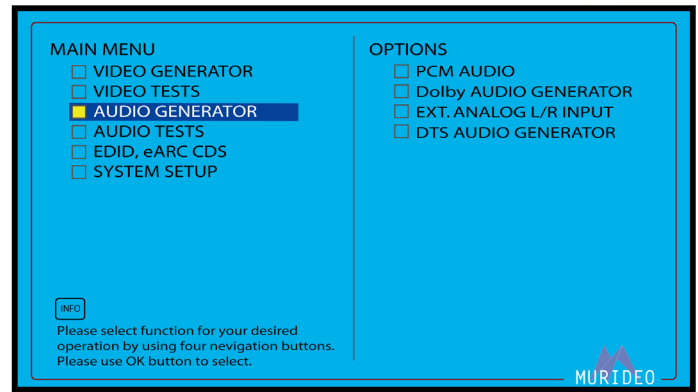 MAIN MENU
VIDEO GENERATOR
VIDEO TESTS
AUDIO GENERATOR
AUDIO TESTS
EDID, eARC CDS
SYSTEM SETUP
OPTIONS
PCM AUDIO
Dolby AUDIO GENERATOR
EXT. ANALOG L/R INPUT
DTS AUDIO GENERATOR
INFO
Please select function for your desired
operation by using four nevigation buttons.
Please use OK button to select.
MURIDEO